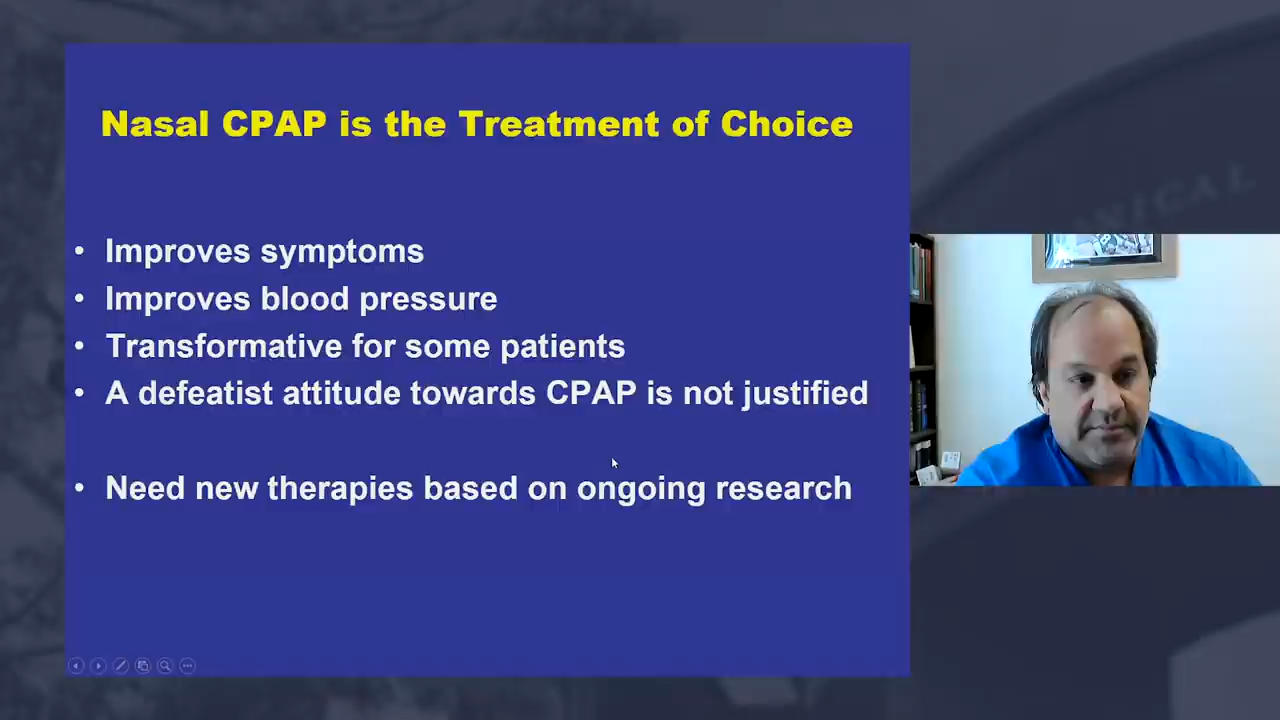 Nasal CPAP is the Treatment of Choice
• Improves symptoms
• Improves blood pressure
• Transformative for some patients
• A defeatist attitude towards CPAP is not justified
• Need new therapies based on ongoing research